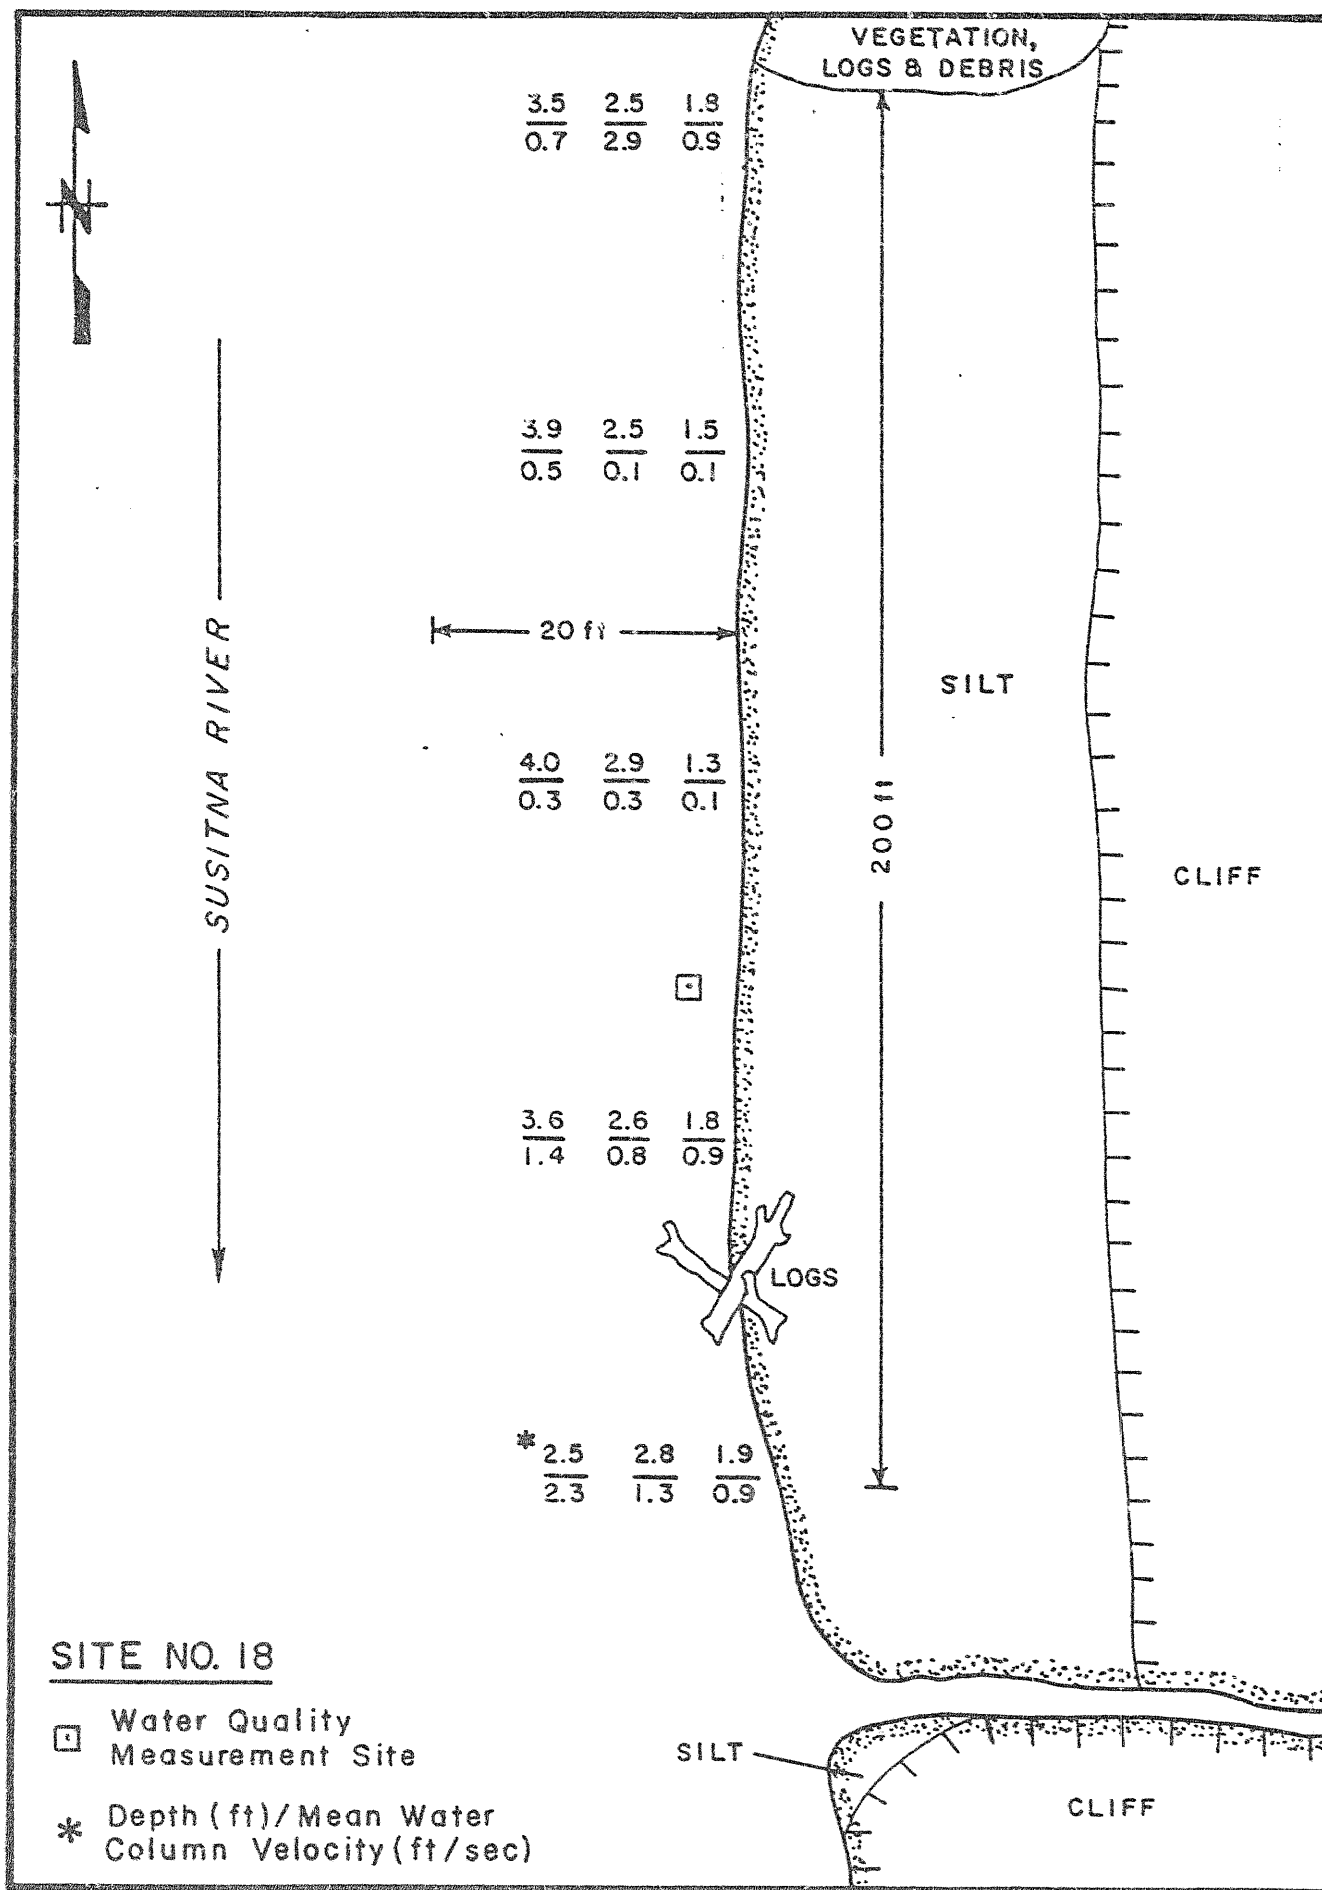 VEGETATION,
LOGS & DEBRIS
3.5 2.5 1.8
0.7 2.9 0.9
N
3.9 2.5 1.5
0.5 0.1 0.1
20 ft
SUSITNA RIVER
SILT
4.0 2.9 1.3
0.3 0.3 0.1
200 ft
CLIFF
3.6 2.6 1.8
1.4 0.8 0.9
LOGS
* 2.5 2.8 1.9
2.3 1.3 0.9
SITE NO. 18
Water Quality
Measurement Site
* Depth (ft)/Mean Water
Column Velocity (ft/sec)
SILT
CLIFF